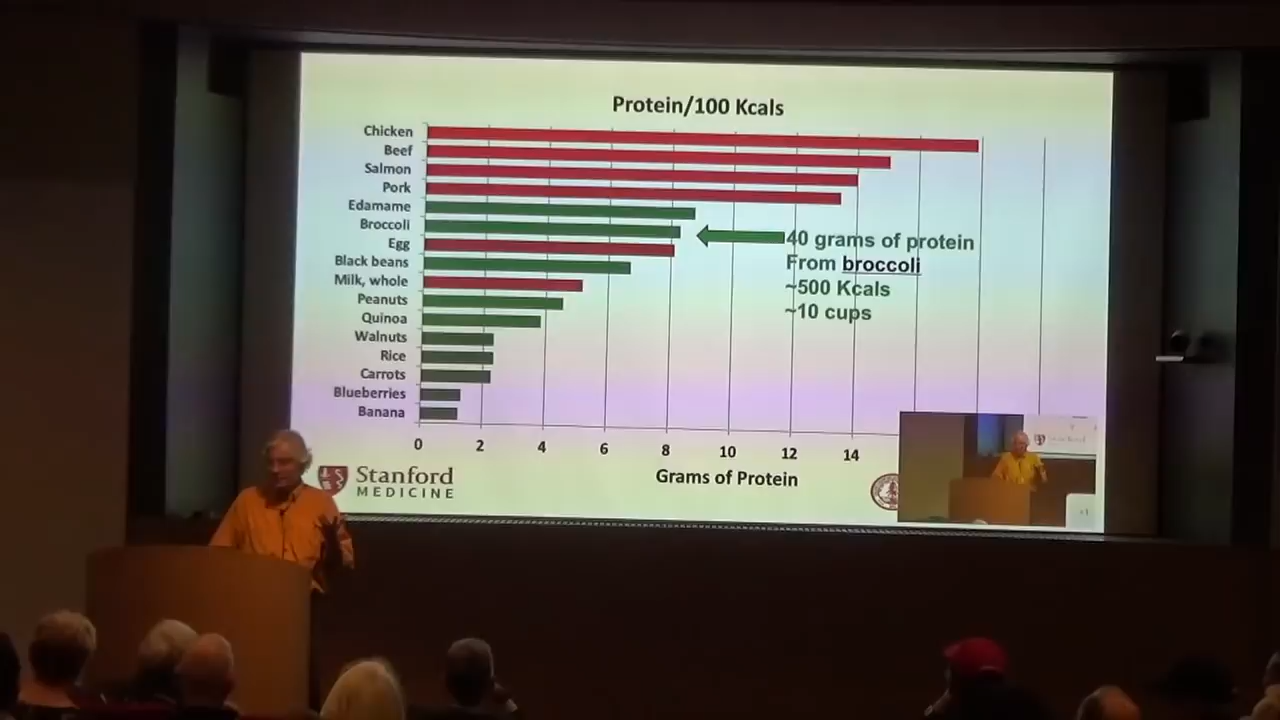 Protein/100 Kcals
Chicken
Beef
Salmon
Pork
Edamame
Broccoli
Egg
Black beans
Milk, whole
Peanuts
Quinoa
Walnuts
Rice
Carrots
Blueberries
Banana
40 grams of protein
From broccoli
~500 Kcals
~10 cups
0 2 4 6 8 10 12 14
Grams of Protein
Stanford
MEDICINE